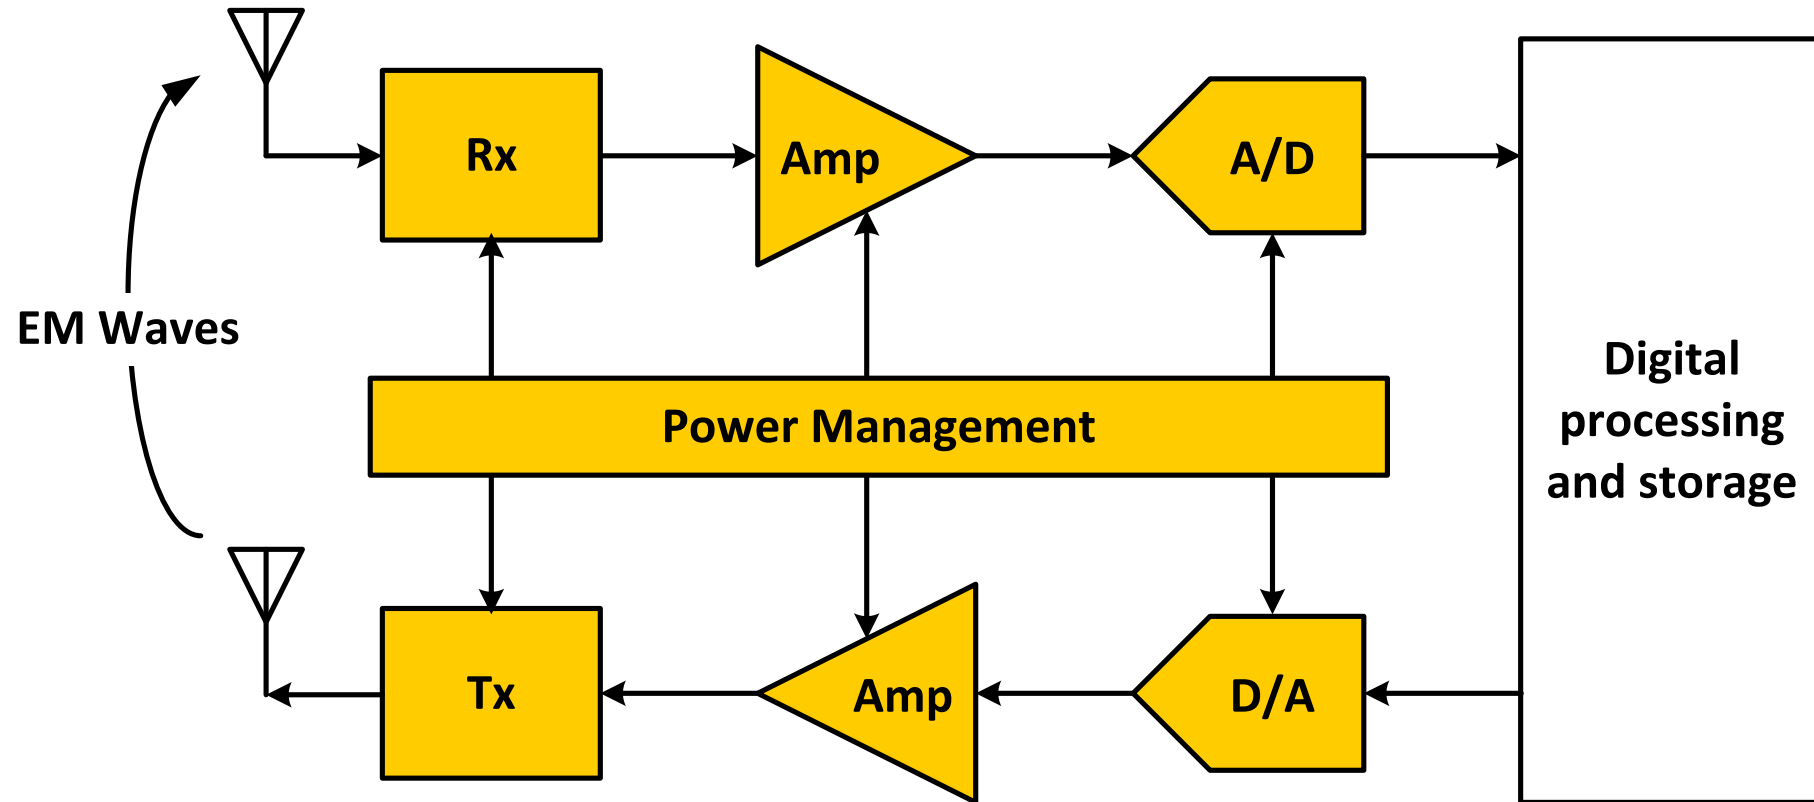 Rx
Amp
A/D
EM Waves
Power Management
Digital
processing
and storage
Tx
Amp
D/A